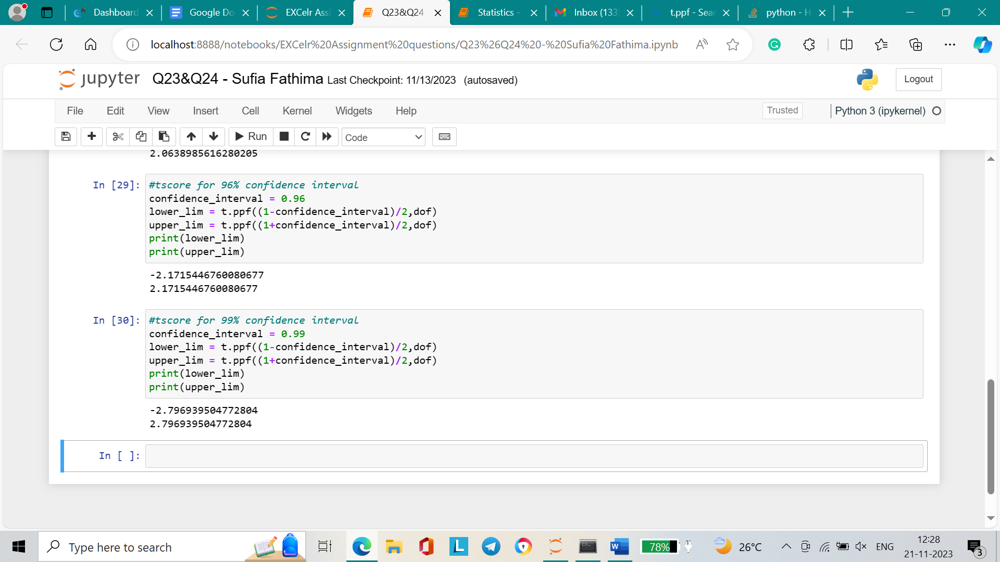 Dashboard
Google Do
EXCelr Assi
Q23&Q24
Statistics -
Inbox (133)
t.ppf - Sear
python - H
localhost:8888/notebooks/EXCelr%20Assignment%20questions/Q23%26Q24%20-%20Sufia%20Fathima.ipynb
jupyter Q23&Q24 - Sufia Fathima Last Checkpoint: 11/13/2023 (autosaved)
Logout
File Edit View Insert Cell Kernel Widgets Help
Trusted
Python 3 (ipykernel)
Run
Code
2.0638985616280205
In [29]:
#tscore for 96% confidence interval
confidence_interval = 0.96
lower_lim = t.ppf((1-confidence_interval)/2,dof)
upper_lim = t.ppf((1+confidence_interval)/2,dof)
print(lower_lim)
print(upper_lim)
-2.1715446760080677
2.1715446760080677
In [30]:
#tscore for 99% confidence interval
confidence_interval = 0.99
lower_lim = t.ppf((1-confidence_interval)/2,dof)
upper_lim = t.ppf((1+confidence_interval)/2,dof)
print(lower_lim)
print(upper_lim)
-2.796939504772804
2.796939504772804
In [ ]:
Type here to search
L
W
78%
26°C
ENG
12:28
21-11-2023
3